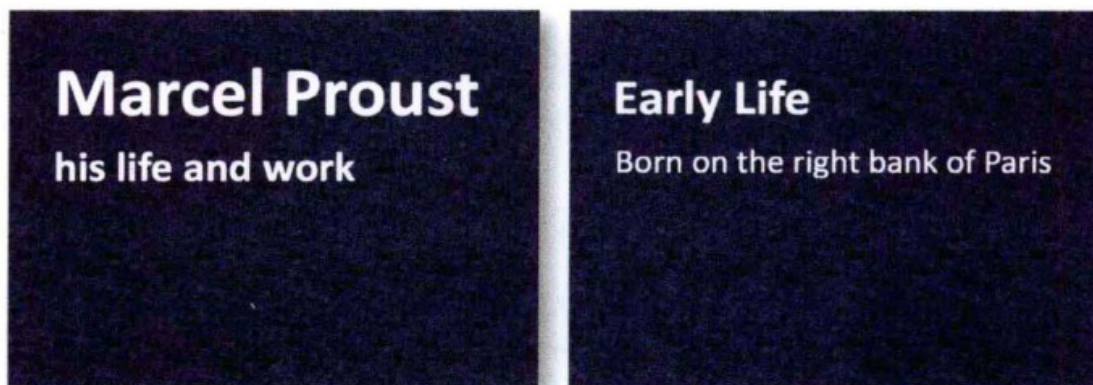 Marcel Proust
his life and work
Early Life
Born on the right bank of Paris